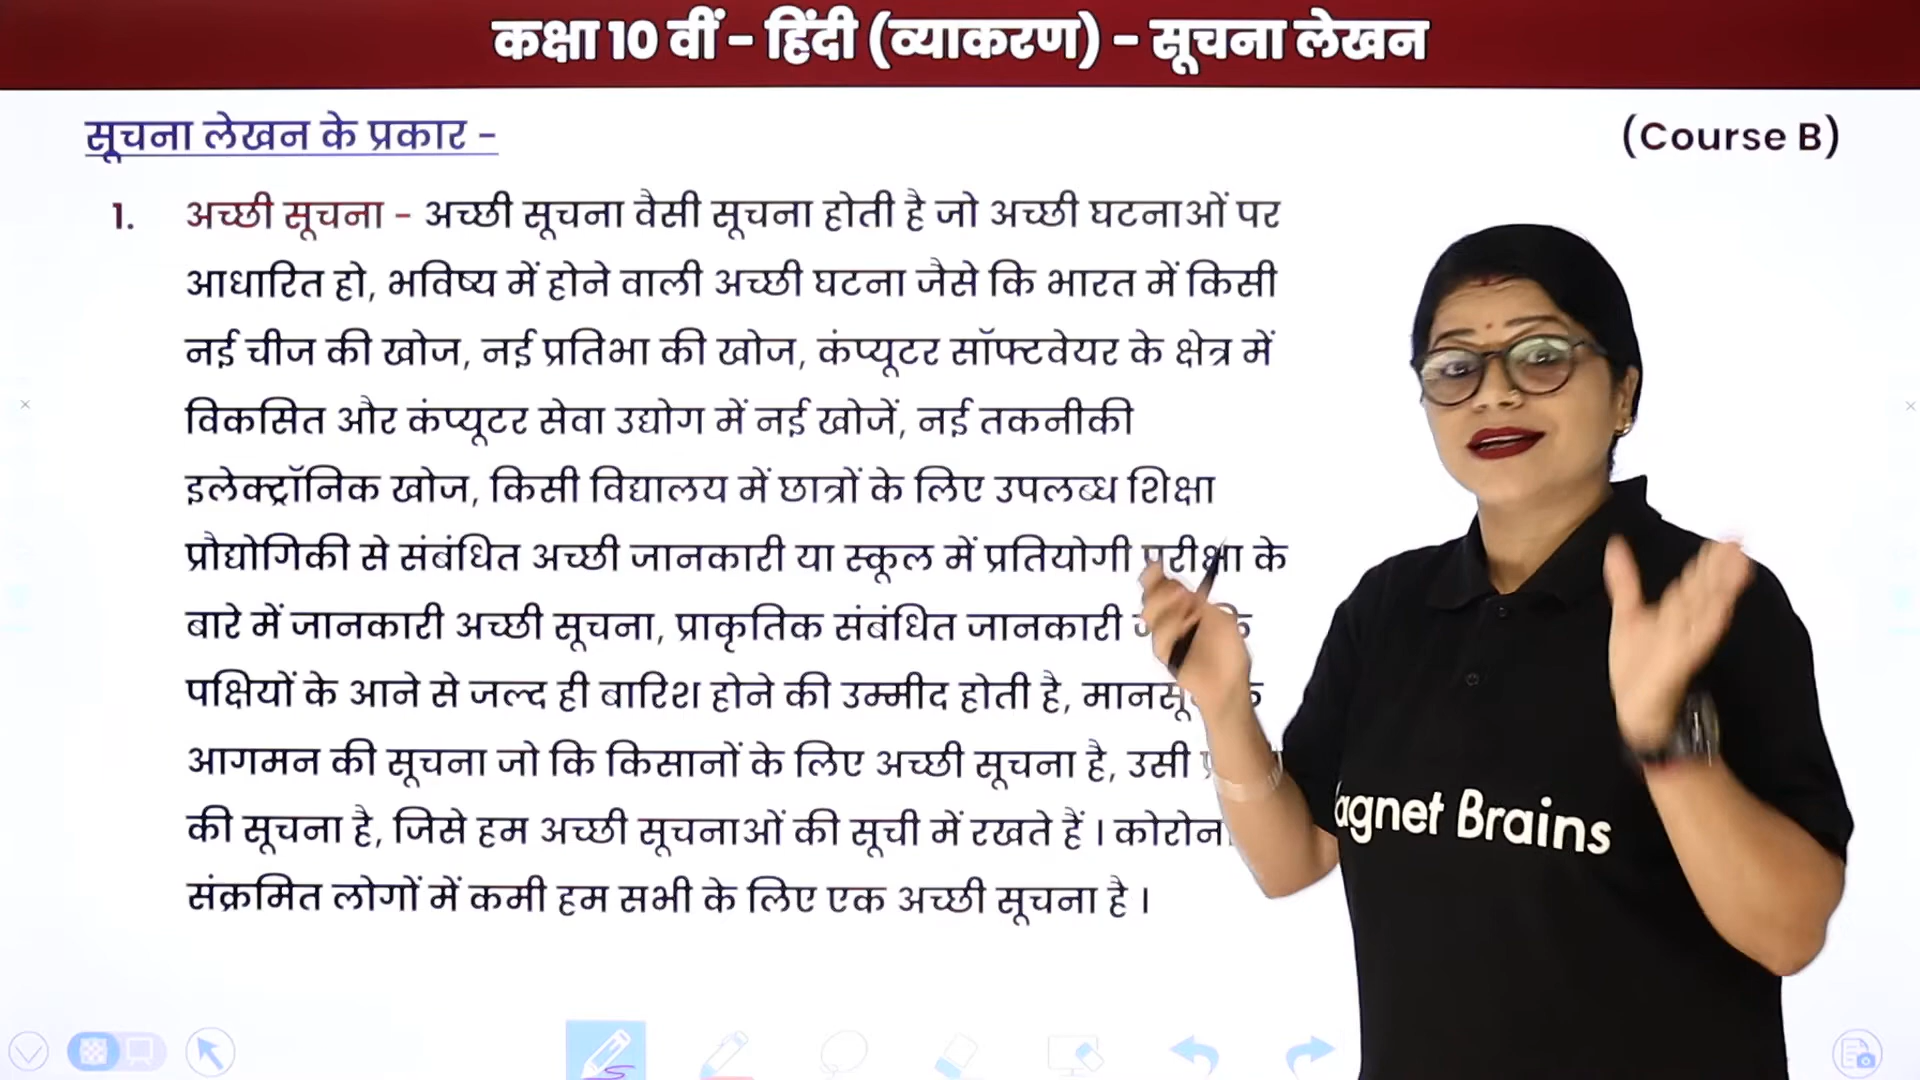 कक्षा 10 वीं - हिंदी (व्याकरण) - सूचना लेखन
सूचना लेखन के प्रकार -
(Course B)
1. अच्छी सूचना - अच्छी सूचना वैसी सूचना होती है जो अच्छी घटनाओं पर
आधारित हो, भविष्य में होने वाली अच्छी घटना जैसे कि भारत में किसी
नई चीज की खोज, नई प्रतिभा की खोज, कंप्यूटर सॉफ्टवेयर के क्षेत्र में
विकसित और कंप्यूटर सेवा उद्योग में नई खोजें, नई तकनीकी
इलेक्ट्रॉनिक खोज, किसी विद्यालय में छात्रों के लिए उपलब्ध शिक्षा
प्रौद्योगिकी से संबंधित अच्छी जानकारी या स्कूल में प्रतियोगी परीक्षा के
बारे में जानकारी अच्छी सूचना, प्राकृतिक संबंधित जानकारी
पक्षियों के आने से जल्द ही बारिश होने की उम्मीद होती है,
आगमन की सूचना जो कि किसानों के लिए अच्छी सूचना है, उसी
की सूचना है, जिसे हम अच्छी सूचनाओं की सूची में रखते हैं । कोरोना
संक्रमित लोगों में कमी हम सभी के लिए एक अच्छी सूचना है ।
agnet Brains